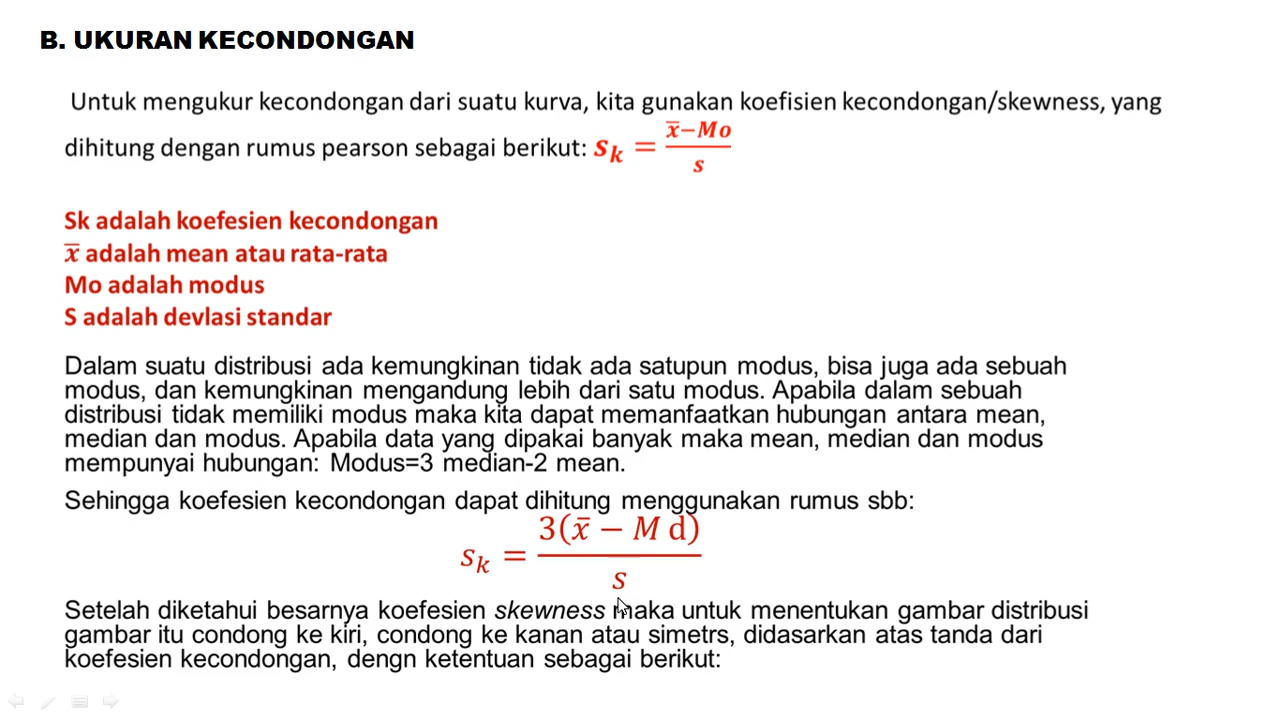 B. UKURAN KECONDONGAN
Untuk mengukur kecondongan dari suatu kurva, kita gunakan koefisien kecondongan/skewness, yang
dihitung dengan rumus pearson sebagai berikut: s_k = (x̅−Mo)/s
Sk adalah koefesien kecondongan
x̅ adalah mean atau rata-rata
Mo adalah modus
S adalah devlasi standar
Dalam suatu distribusi ada kemungkinan tidak ada satupun modus, bisa juga ada sebuah
modus, dan kemungkinan mengandung lebih dari satu modus. Apabila dalam sebuah
distribusi tidak memiliki modus maka kita dapat memanfaatkan hubungan antara mean,
median dan modus. Apabila data yang dipakai banyak maka mean, median dan modus
mempunyai hubungan: Modus=3 median-2 mean.
Sehingga koefesien kecondongan dapat dihitung menggunakan rumus sbb:
s_k = 3(x̅ − M d)/s
Setelah diketahui besarnya koefesien skewness maka untuk menentukan gambar distribusi
gambar itu condong ke kiri, condong ke kanan atau simetrs, didasarkan atas tanda dari
koefesien kecondongan, dengn ketentuan sebagai berikut: